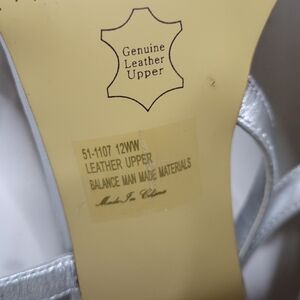 Genuine
Leather
Upper
51-1107 12WW
LEATHER UPPER
BALANCE MAN MADE MATERIALS
Made In China